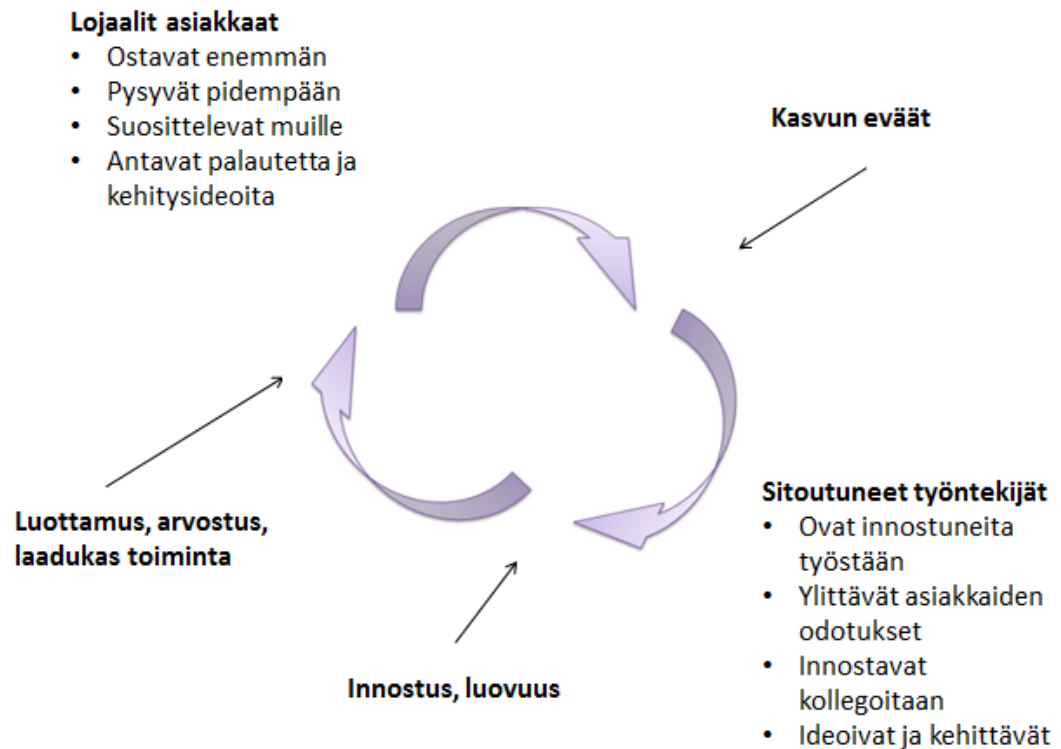 Lojaalit asiakkaat
• Ostavat enemmän
• Pysyvät pidempään
• Suosittelevat muille
• Antavat palautetta ja
kehitysideoita
Kasvun eväät
Luottamus, arvostus,
laadukas toiminta
Innostus, luovuus
Sitoutuneet työntekijät
• Ovat innostuneita
työstään
• Ylittävät asiakkaiden
odotukset
• Innostavat
kollegoitaan
• Ideoivat ja kehittävät